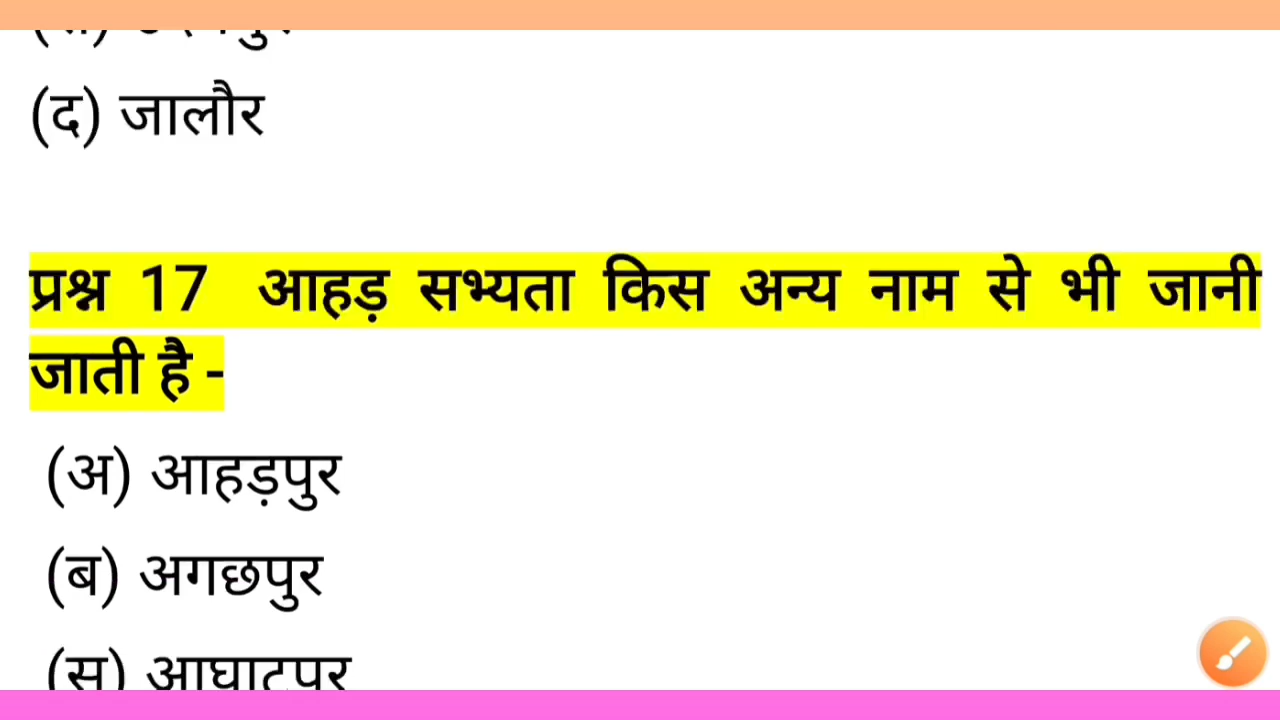 (द) जालौर
प्रश्न 17 आहड़ सभ्यता किस अन्य नाम से भी जानी
जाती है -
(अ) आहड़पुर
(ब) अगछपुर
(स) आघाटपुर